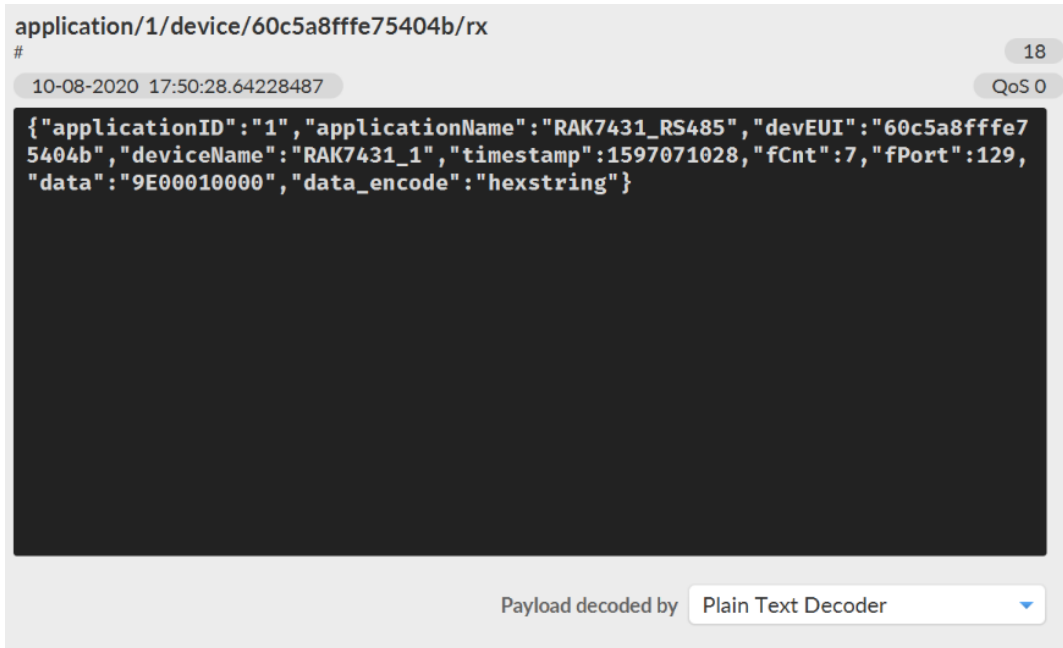 application/1/device/60c5a8fffe75404b/rx
#
18
10-08-2020 17:50:28.64228487
QoS 0
{"applicationID":"1","applicationName":"RAK7431_RS485","devEUI":"60c5a8fffe7
5404b","deviceName":"RAK7431_1","timestamp":1597071028,"fCnt":7,"fPort":129,
"data":"9E00010000","data_encode":"hexstring"}
Payload decoded by
Plain Text Decoder